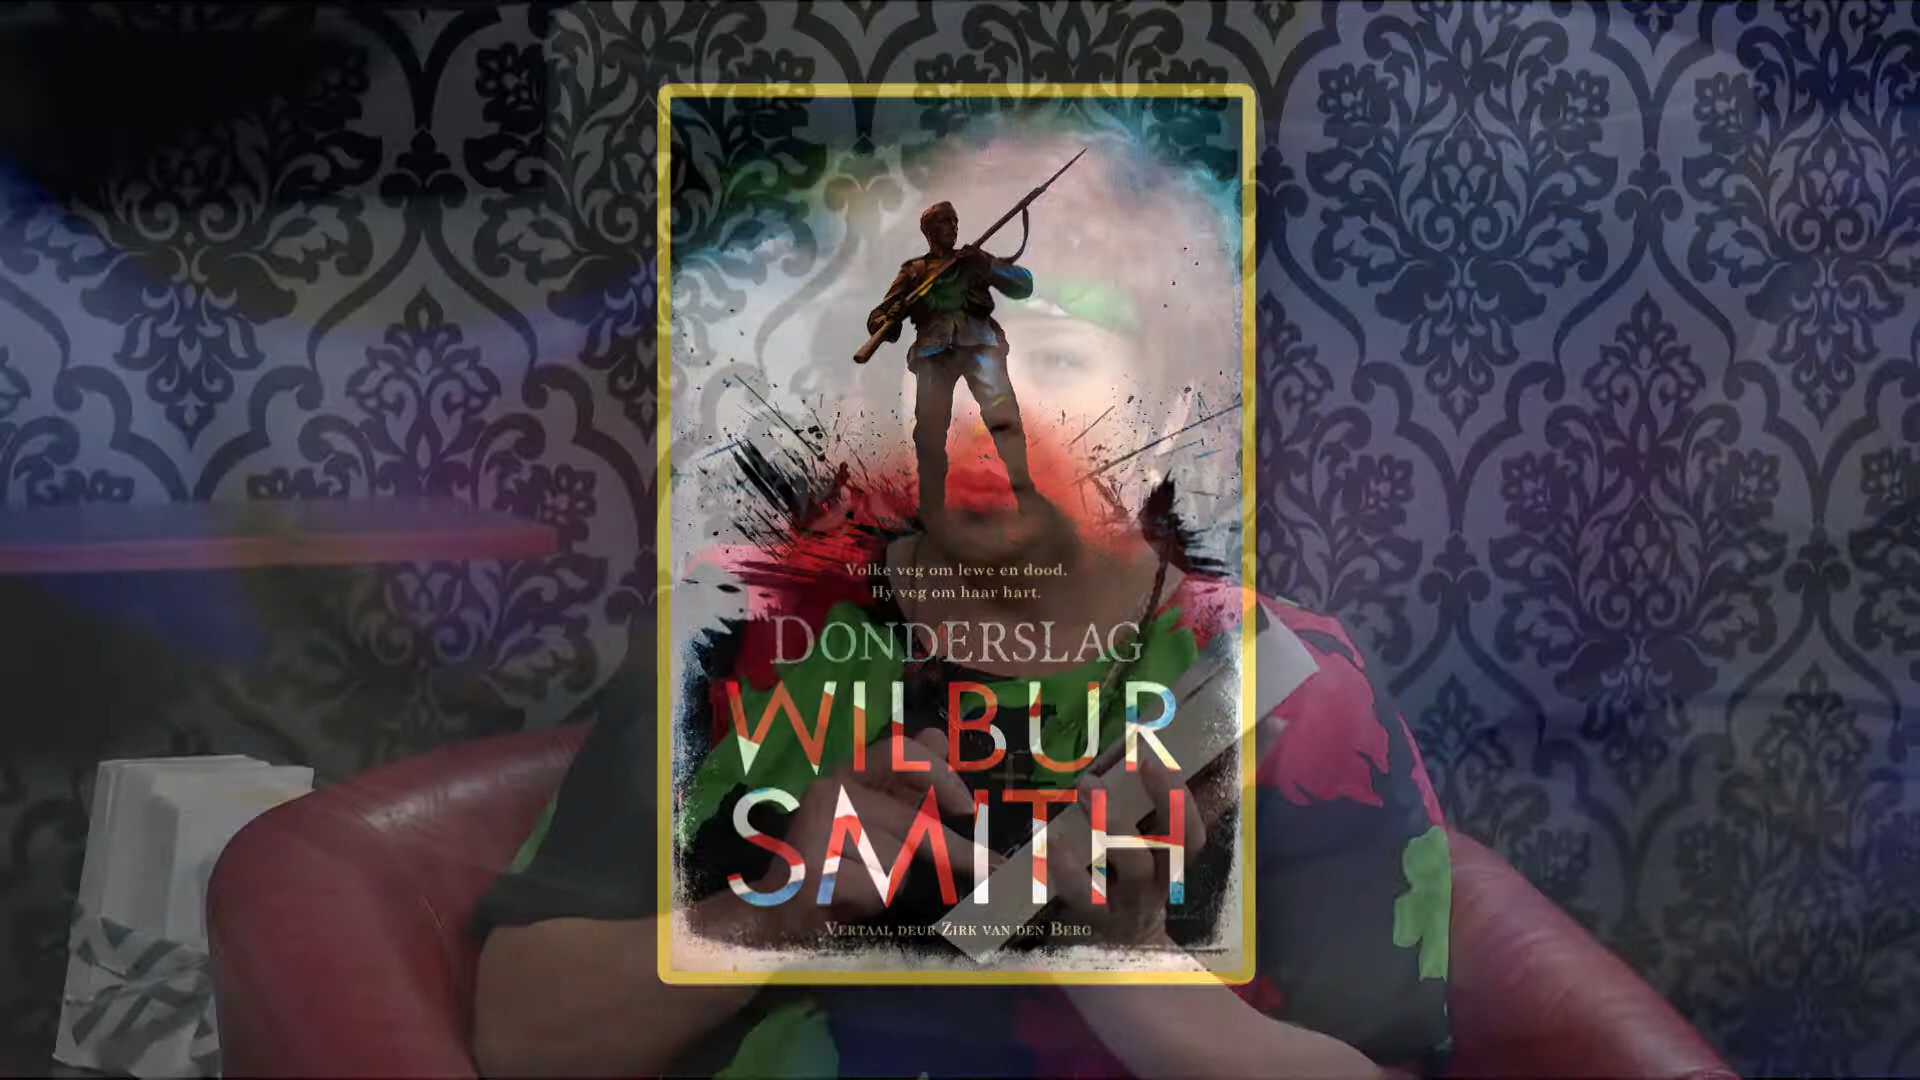 Volke veg om lewe en dood.
Hy veg om haar hart.
DONDERSLAG
WILBUR
SMITH
VERTAAL DEUR ZIRK VAN DEN BERG